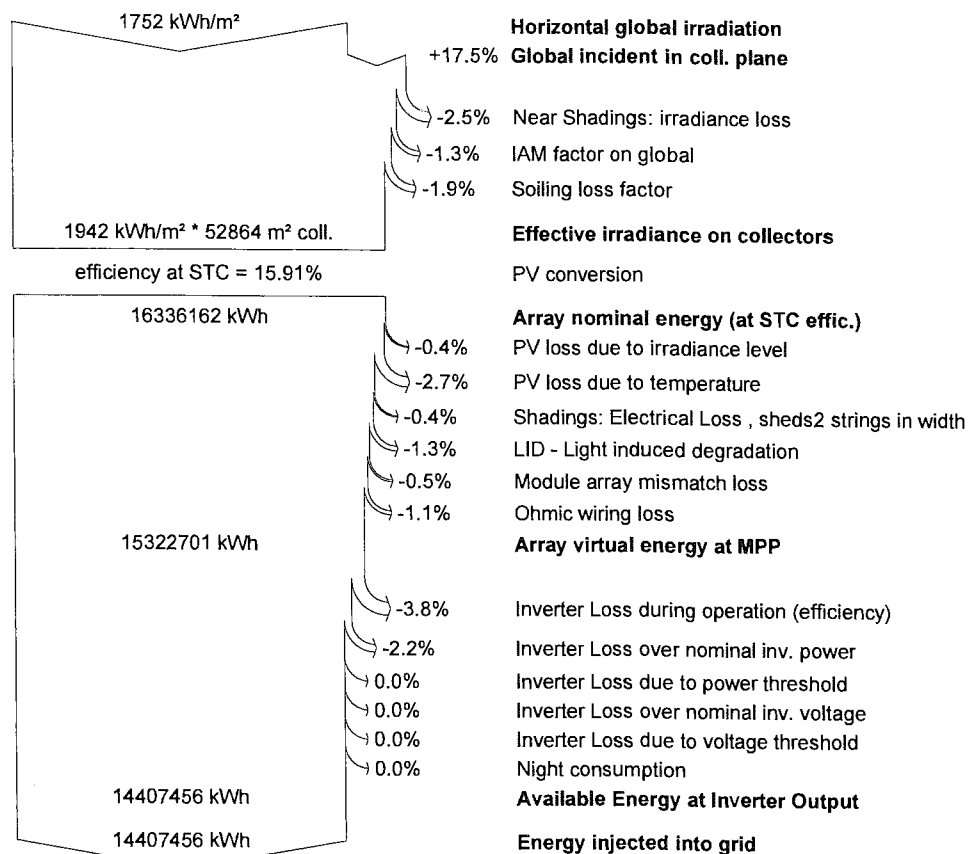 1752 kWh/m² Horizontal global irradiation
+17.5% Global incident in coll. plane
-2.5% Near Shadings: irradiance loss
-1.3% IAM factor on global
-1.9% Soiling loss factor
1942 kWh/m² * 52864 m² coll. Effective irradiance on collectors
efficiency at STC = 15.91% PV conversion
16336162 kWh Array nominal energy (at STC effic.)
-0.4% PV loss due to irradiance level
-2.7% PV loss due to temperature
-0.4% Shadings: Electrical Loss , sheds2 strings in width
-1.3% LID - Light induced degradation
-0.5% Module array mismatch loss
-1.1% Ohmic wiring loss
15322701 kWh Array virtual energy at MPP
-3.8% Inverter Loss during operation (efficiency)
-2.2% Inverter Loss over nominal inv. power
0.0% Inverter Loss due to power threshold
0.0% Inverter Loss over nominal inv. voltage
0.0% Inverter Loss due to voltage threshold
0.0% Night consumption
14407456 kWh Available Energy at Inverter Output
14407456 kWh Energy injected into grid